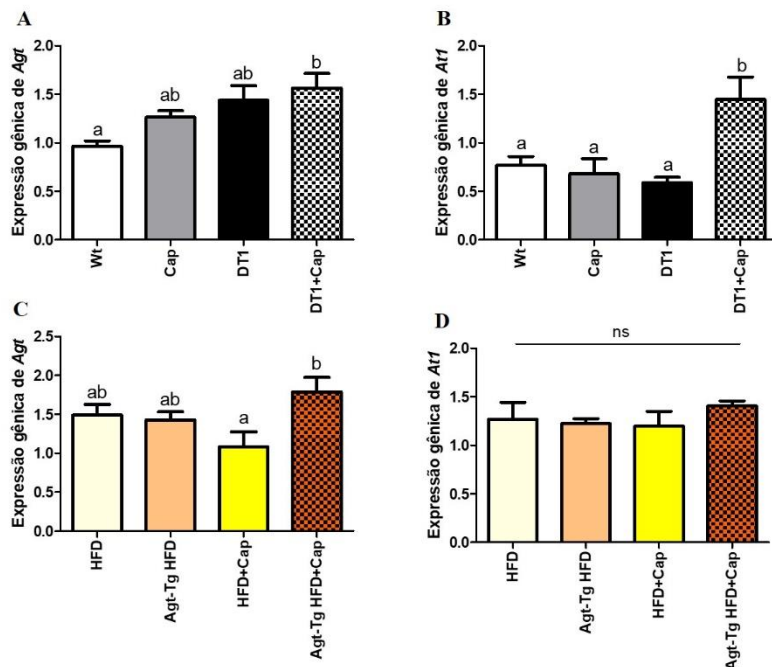 A
Expressão gênica de Agt
2.0
1.5
1.0
0.5
0.0
a
ab
ab
b
Wt
Cap
DT1
DT1+Cap
B
Expressão gênica de At1
2.0
1.5
1.0
0.5
0.0
a
a
a
b
Wt
Cap
DT1
DT1+Cap
C
Expressão gênica de Agt
2.5
2.0
1.5
1.0
0.5
0.0
ab
ab
a
b
HFD
Agt-Tg HFD
HFD+Cap
Agt-Tg HFD+Cap
D
Expressão gênica de At1
2.0
1.5
1.0
0.5
0.0
ns
HFD
Agt-Tg HFD
HFD+Cap
Agt-Tg HFD+Cap